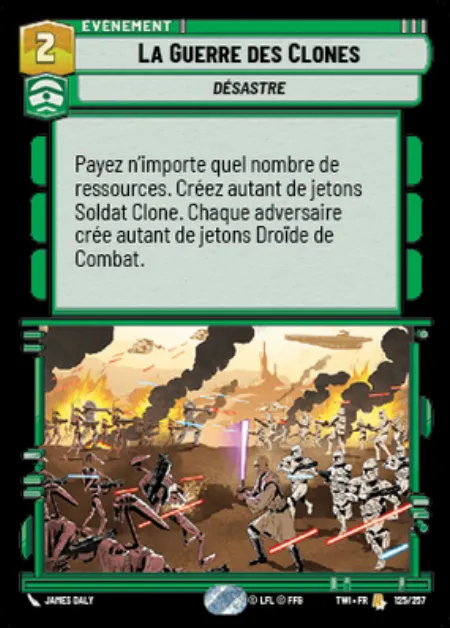 ÉVÉNEMENT
2
LA GUERRE DES CLONES
DÉSASTRE
Payez n'importe quel nombre de
ressources. Créez autant de jetons
Soldat Clone. Chaque adversaire
crée autant de jetons Droïde de
Combat.
JAMES DALY
© LFL © FFG
TWI • FR
125/257